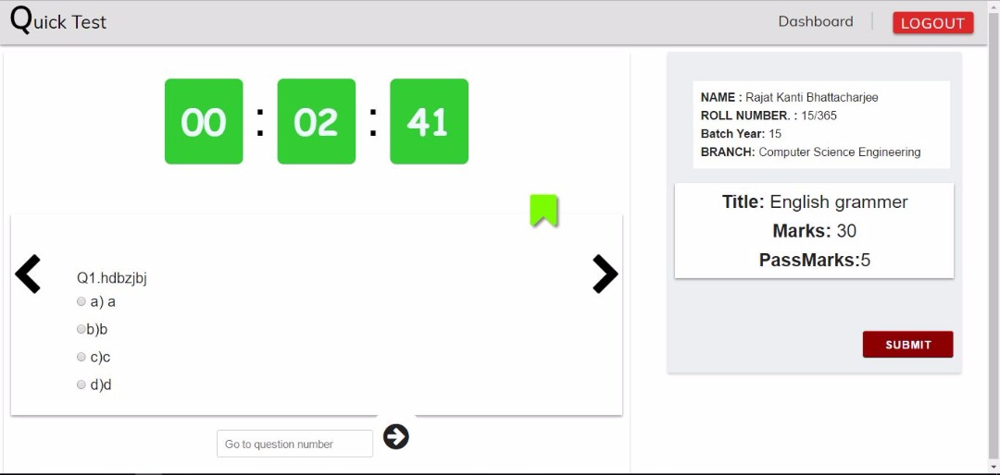 Quick Test
Dashboard
LOGOUT
00 : 02 : 41
Q1.hdbzjbj
a) a
b)b
c)c
d)d
Go to question number
NAME : Rajat Kanti Bhattacharjee
ROLL NUMBER. : 15/365
Batch Year: 15
BRANCH: Computer Science Engineering
Title: English grammer
Marks: 30
PassMarks:5
SUBMIT